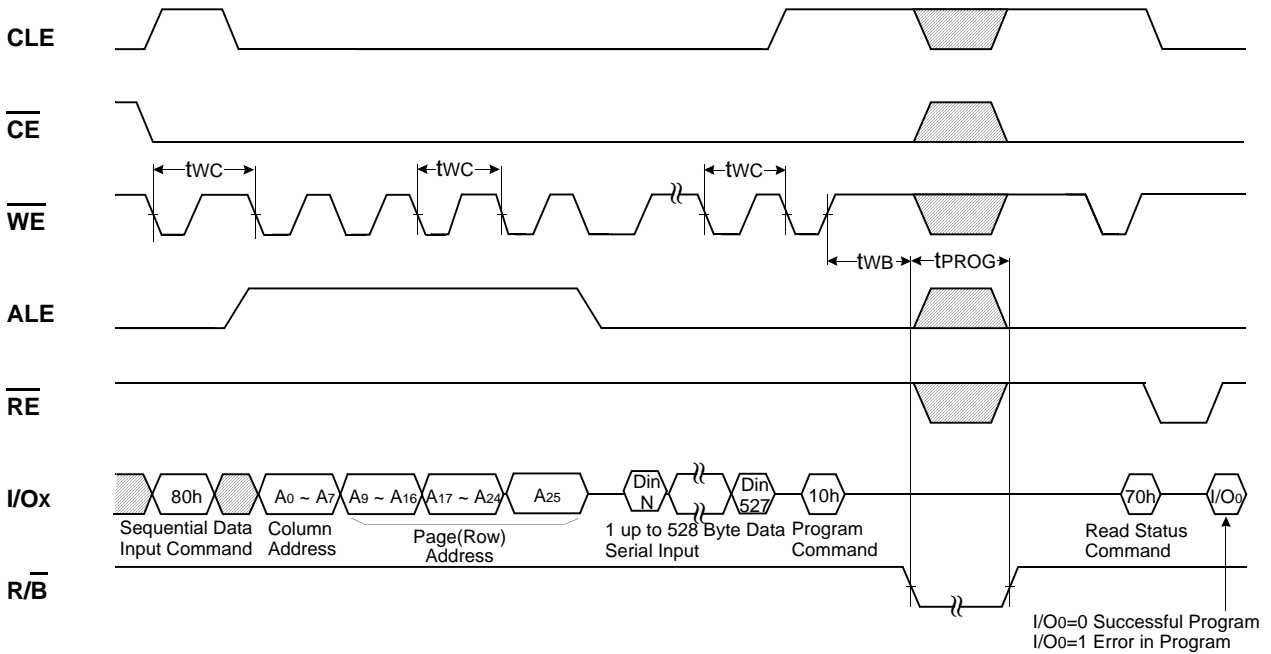 CLE
CE
tWC tWC tWC
WE
tWB tPROG
ALE
RE
I/Ox 80h A0 ~ A7 A9 ~ A16 A17 ~ A24 A25 Din N Din 527 10h 70h I/O0
Sequential Data Input Command
Column Address
Page(Row) Address
1 up to 528 Byte Data Serial Input
Program Command
Read Status Command
R/B
I/O0=0 Successful Program
I/O0=1 Error in Program